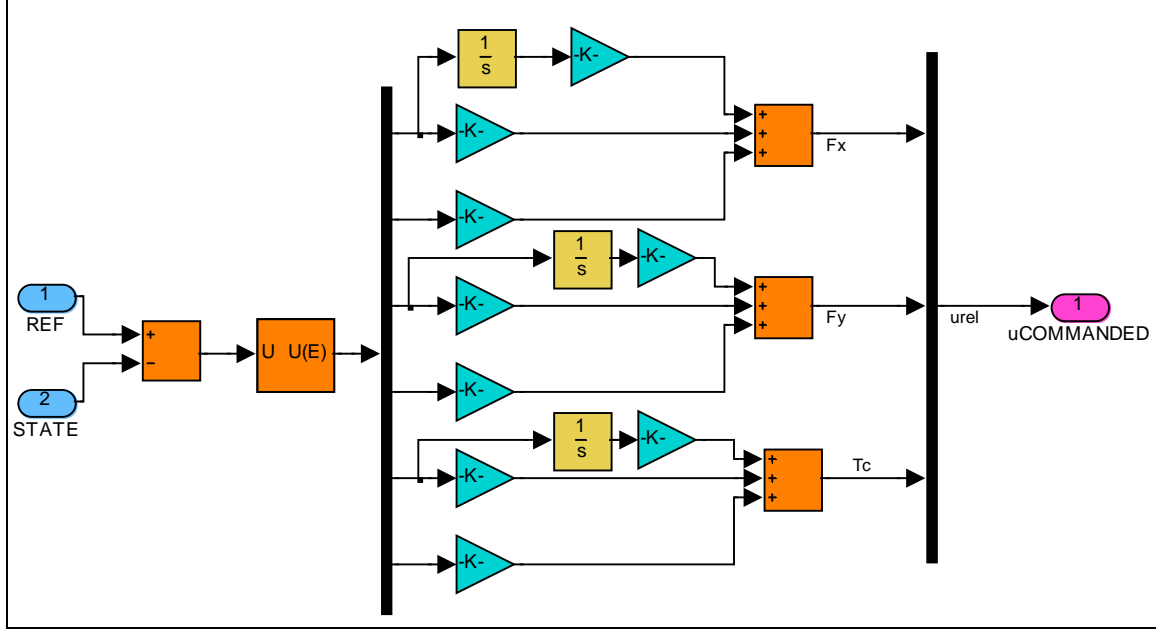 1
s
-K-
-K-
+
+
+
Fx
-K-
1
s
-K-
1
REF
-K-
+
+
+
Fy
urel
1
uCOMMANDED
+
−
U U(E)
2
STATE
-K-
1
s
-K-
-K-
+
+
+
Tc
-K-